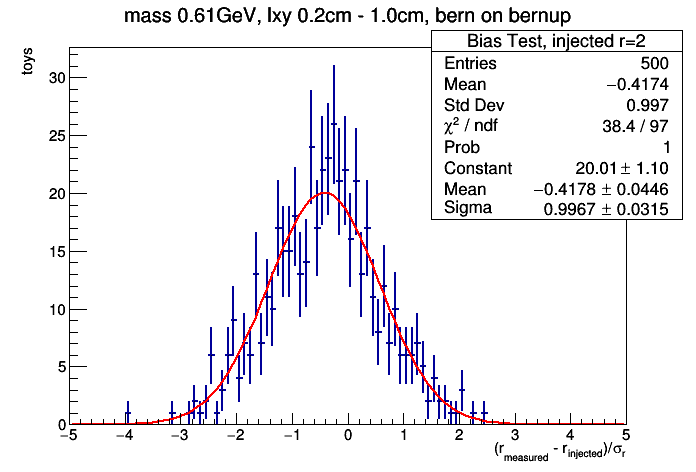 mass 0.61GeV, lxy 0.2cm - 1.0cm, bern on bernup
Bias Test, injected r=2
Entries 500
Mean −0.4174
Std Dev 0.997
χ² / ndf 38.4 / 97
Prob 1
Constant 20.01 ± 1.10
Mean −0.4178 ± 0.0446
Sigma 0.9967 ± 0.0315
toys
30
25
20
15
10
5
0
−5 −4 −3 −2 −1 0 1 2 3 4 5
(r_measured - r_injected)/σ_r